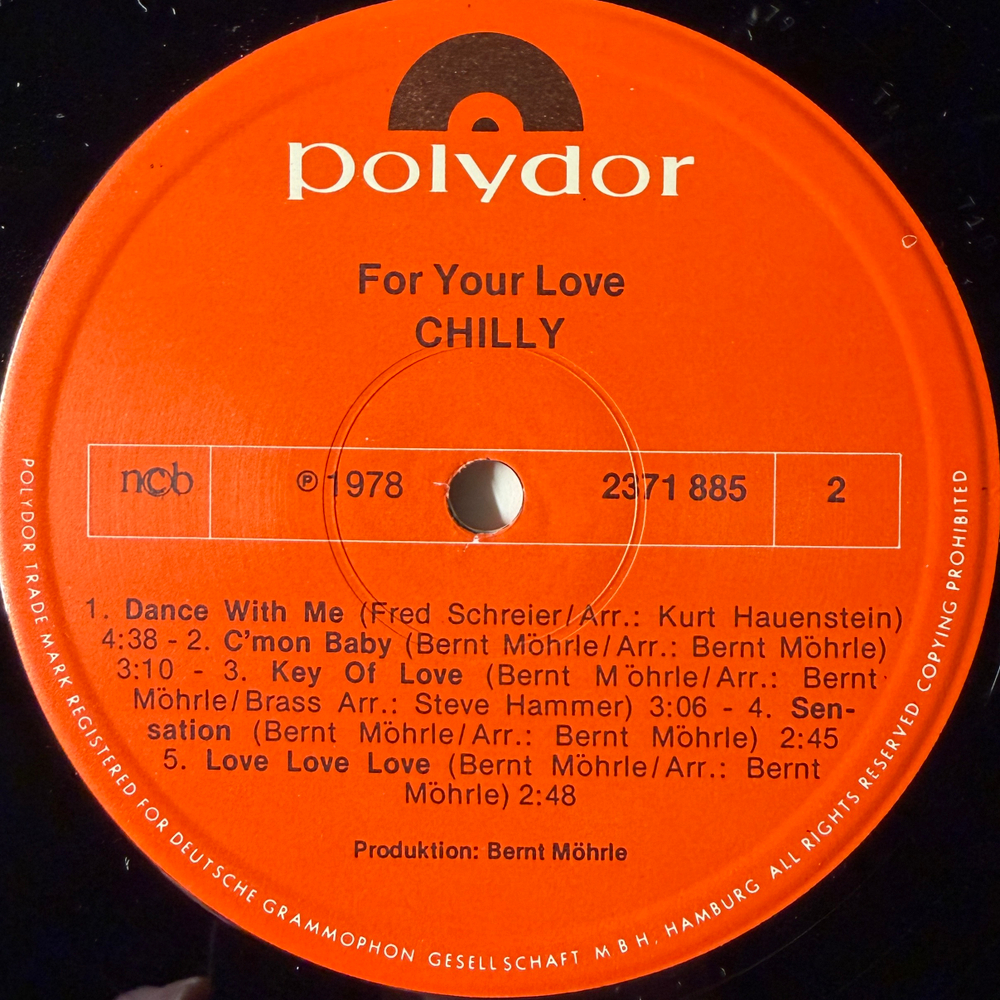 polydor
For Your Love
CHILLY
ncb
℗ 1978
2371 885
2
1. Dance With Me (Fred Schreier/Arr.: Kurt Hauenstein)
4:38 - 2. C'mon Baby (Bernt Möhrle/Arr.: Bernt Möhrle)
3:10 - 3. Key Of Love (Bernt Möhrle/Arr.: Bernt
Möhrle/Brass Arr.: Steve Hammer) 3:06 - 4. Sen-
sation (Bernt Möhrle/Arr.: Bernt Möhrle) 2:45
5. Love Love Love (Bernt Möhrle/Arr.: Bernt
Möhrle) 2:48
Produktion: Bernt Möhrle
POLYDOR TRADE MARK REGISTERED FOR DEUTSCHE GRAMMOPHON GESELLSCHAFT M B H, HAMBURG ALL RIGHTS RESERVED COPYING PROHIBITED